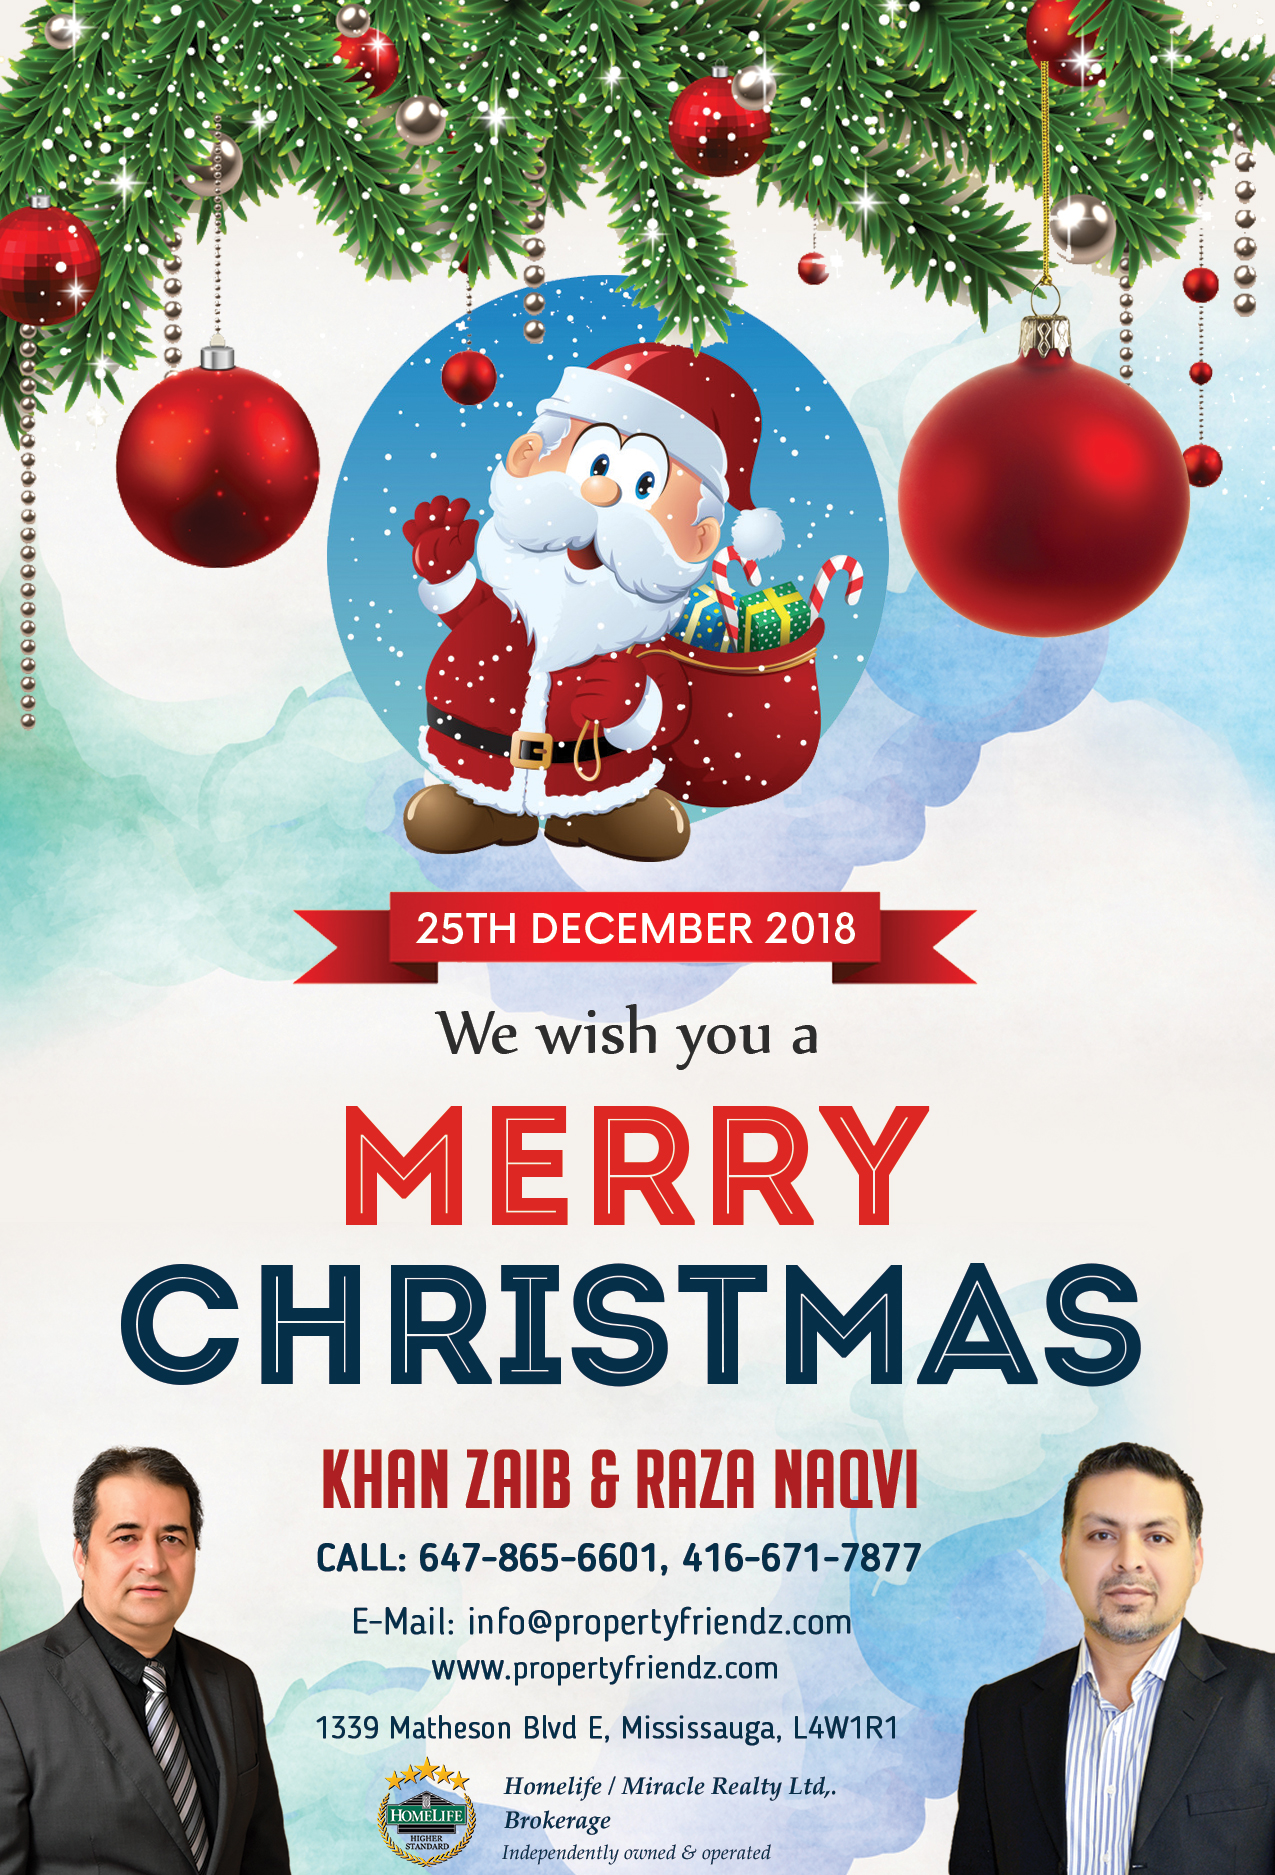 25TH DECEMBER 2018
We wish you a
MERRY
CHRISTMAS
KHAN ZAIB & RAZA NAQVI
CALL: 647-865-6601, 416-671-7877
E-Mail: info@propertyfriendz.com
www.propertyfriendz.com
1339 Matheson Blvd E, Mississauga, L4W1R1
Homelife / Miracle Realty Ltd,.
Brokerage
Independently owned & operated
HOMELIFE
HIGHER
STANDARD